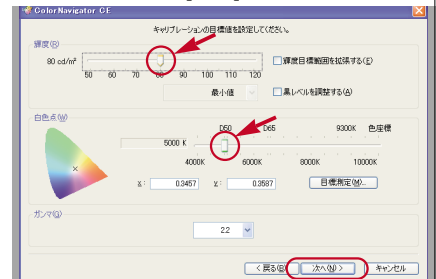 ColorNavigator CE
キャリブレーションの目標値を設定してください。
輝度(R)
80 cd/m²
50 60 70 80 90 100 110 120
輝度目標範囲を拡張する(E)
最小値
黒レベルを調整する(A)
白色点(W)
D50 D65 9300K 色座標
5000 K
4000K 6000K 8000K 10000K
x: 0.3457 y: 0.3587 目標測定(M)...
ガンマ(G)
2.2
< 戻る(B) 次へ(N) > キャンセル